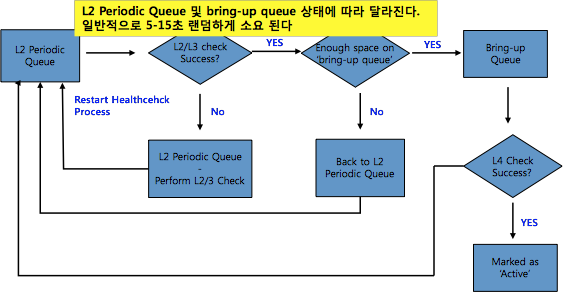 L2 Periodic Queue 및 bring-up queue 상태에 따라 달라진다.
일반적으로 5-15초 랜덤하게 소요 된다
L2 Periodic
Queue
L2/L3 check
Success?
YES
Enough space on
'bring-up queue'
YES
Bring-up
Queue
Restart Healthcehck
Process
No
No
L2 Periodic Queue
-
Perform L2/3 Check
Back to L2
Periodic Queue
L4 Check
Success?
YES
Marked as
'Active'